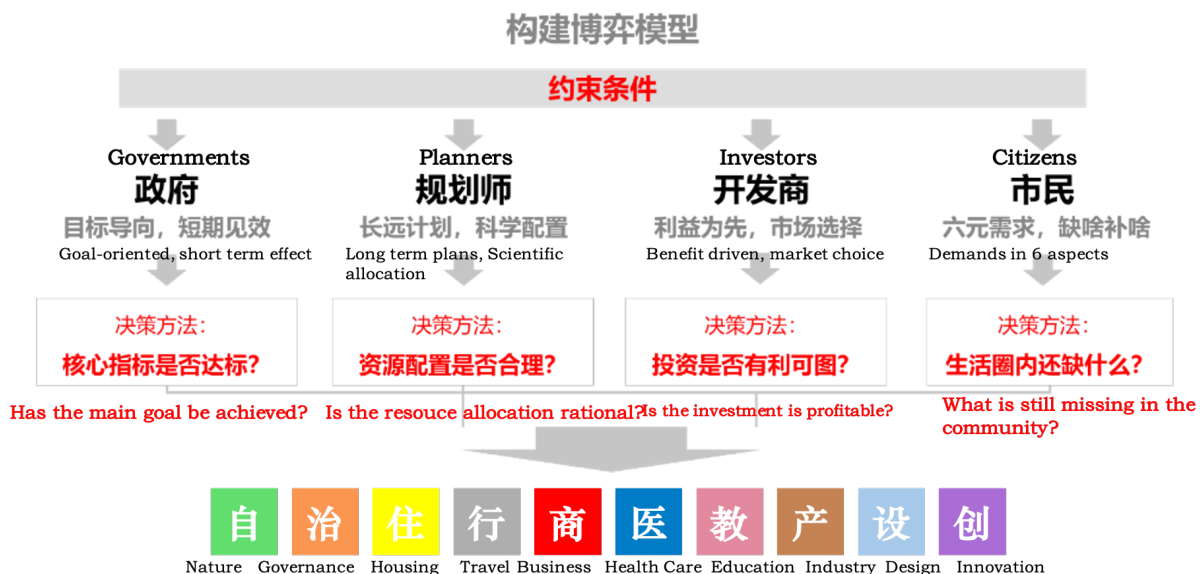 构建博弈模型
约束条件
Governments
政府
目标导向，短期见效
Goal-oriented, short term effect
决策方法：
核心指标是否达标？
Has the main goal be achieved?
Planners
规划师
长远计划，科学配置
Long term plans, Scientific
allocation
决策方法：
资源配置是否合理？
Is the resouce allocation rational?
Investors
开发商
利益为先，市场选择
Benefit driven, market choice
决策方法：
投资是否有利可图？
Is the investment is profitable?
Citizens
市民
六元需求，缺啥补啥
Demands in 6 aspects
决策方法：
生活圈内还缺什么？
What is still missing in the
community?
自 治 住 行 商 医 教 产 设 创
Nature Governance Housing Travel Business Health Care Education Industry Design Innovation